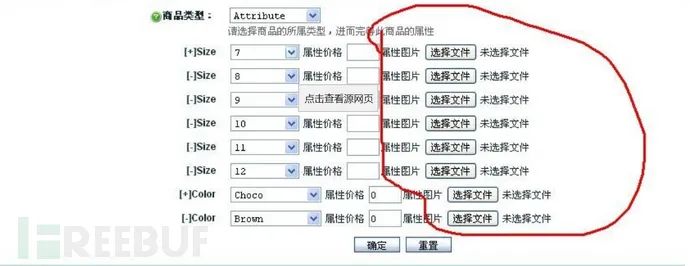 商品类型： Attribute
请选择商品的所属类型，进而完善此商品的属性
[+]Size 7 属性价格 属性图片 选择文件 未选择文件
[-]Size 8 属性价格 属性图片 选择文件 未选择文件
[-]Size 9 点击查看源网页 属性图片 选择文件 未选择文件
[-]Size 10 属性价格 属性图片 选择文件 未选择文件
[-]Size 11 属性价格 属性图片 选择文件 未选择文件
[-]Size 12 属性价格 属性图片 选择文件 未选择文件
[+]Color Choco 属性价格 0 属性图片 选择文件 未选择文件
[-]Color Brown 属性价格 0 属性图片 选择文件 未选择文件
确定 重置
FREEBUF